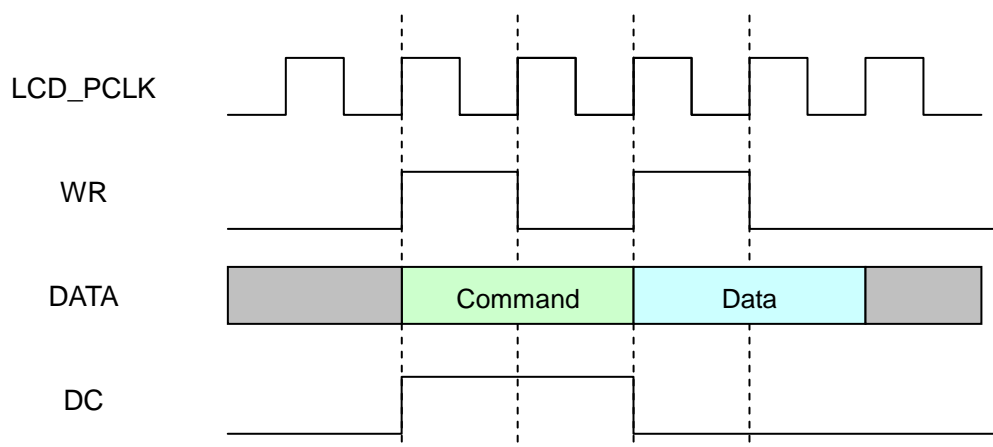 LCD_PCLK
WR
DATA
Command
Data
DC